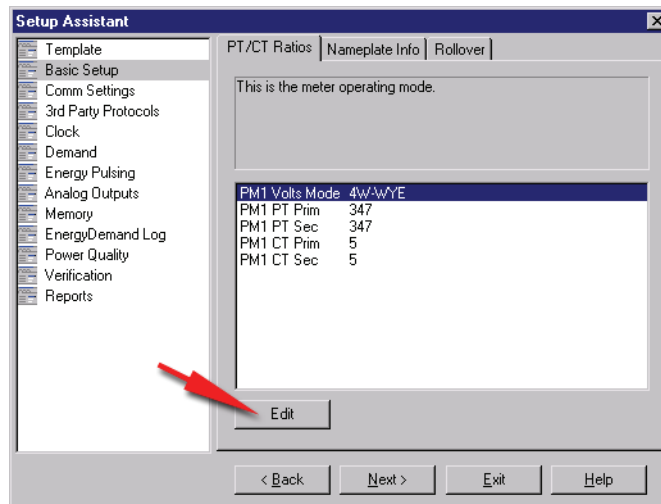 Setup Assistant
Template
Basic Setup
Comm Settings
3rd Party Protocols
Clock
Demand
Energy Pulsing
Analog Outputs
Memory
EnergyDemand Log
Power Quality
Verification
Reports
PT/CT Ratios Nameplate Info Rollover
This is the meter operating mode.
PM1 Volts Mode 4W-WYE
PM1 PT Prim 347
PM1 PT Sec 347
PM1 CT Prim 5
PM1 CT Sec 5
Edit
< Back Next > Exit Help